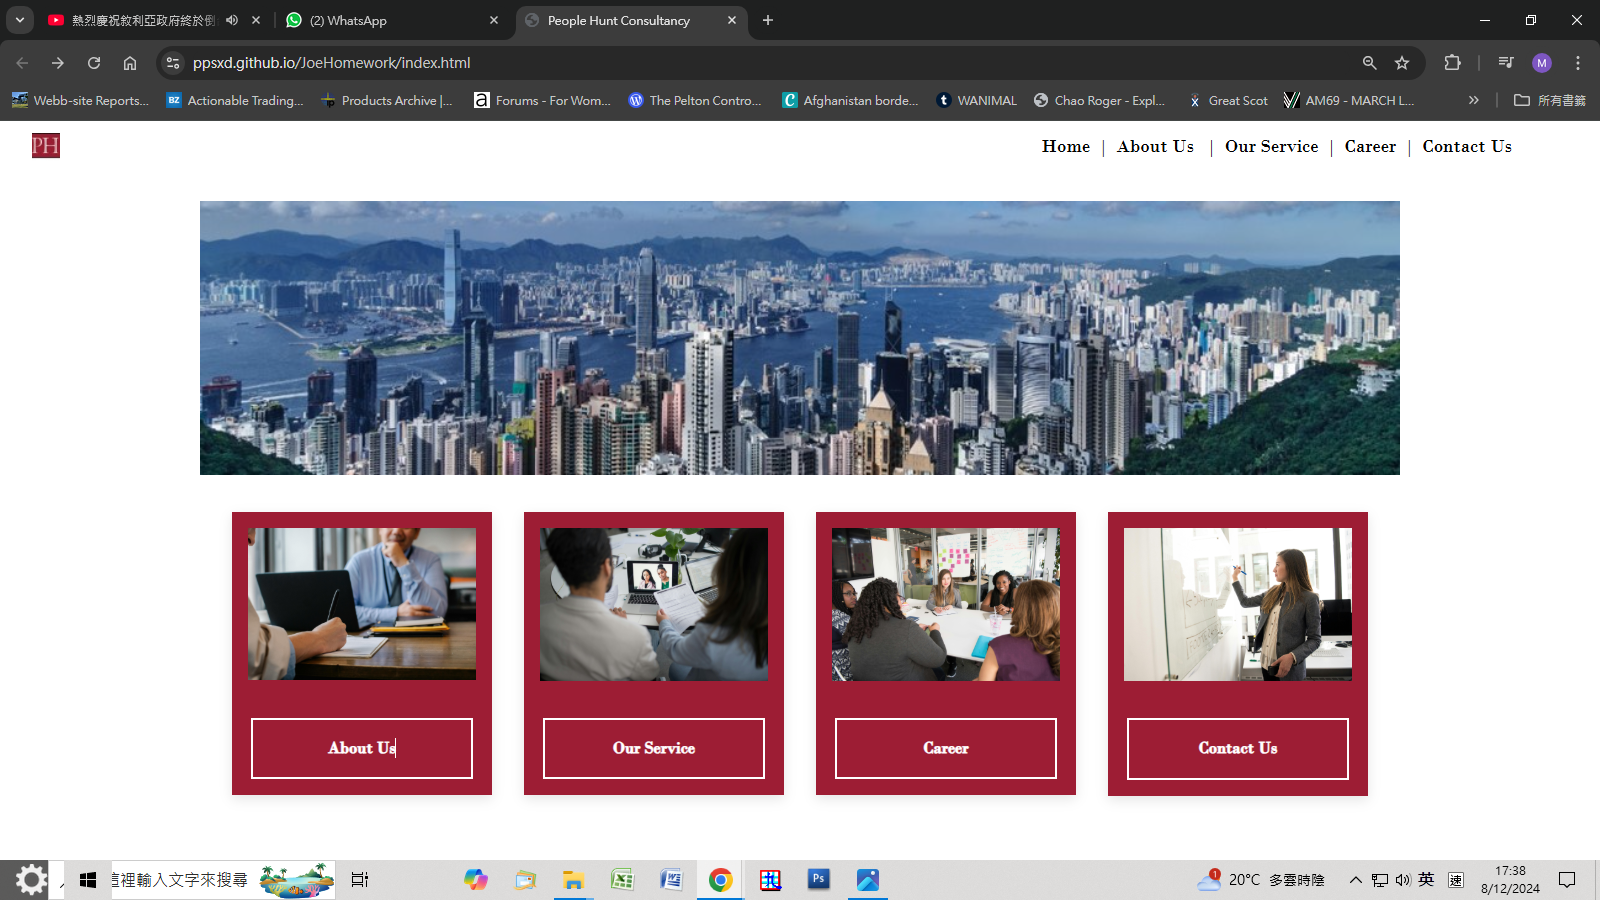 熱烈慶祝敘利亞政府終於倒
(2) WhatsApp
People Hunt Consultancy
ppsxd.github.io/JoeHomework/index.html
M
Webb-site Reports...
BZ Actionable Trading...
Products Archive |...
a Forums - For Wom...
The Pelton Contro...
C Afghanistan borde...
t WANIMAL
Chao Roger - Expl...
X Great Scot
AM69 - MARCH L...
所有書籤
PH
Home | About Us | Our Service | Career | Contact Us
About Us
Our Service
Career
Contact Us
這裡輸入文字來搜尋
Ps
1
20°C 多雲時陰
英
速
17:38
8/12/2024